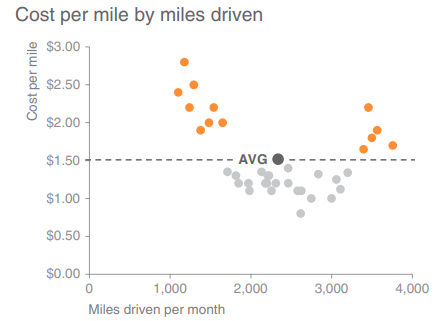 Cost per mile by miles driven
Cost per mile
$3.00
$2.50
$2.00
$1.50
AVG
$1.00
$0.50
$0.00
0 1,000 2,000 3,000 4,000
Miles driven per month